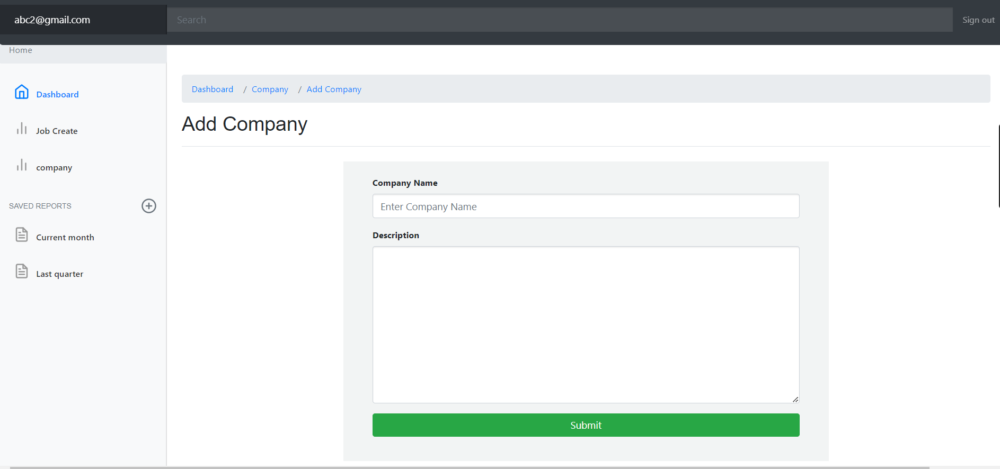 abc2@gmail.com
Search
Sign out
Home
Dashboard
Job Create
company
SAVED REPORTS
Current month
Last quarter
Dashboard / Company / Add Company
Add Company
Company Name
Enter Company Name
Description
Submit